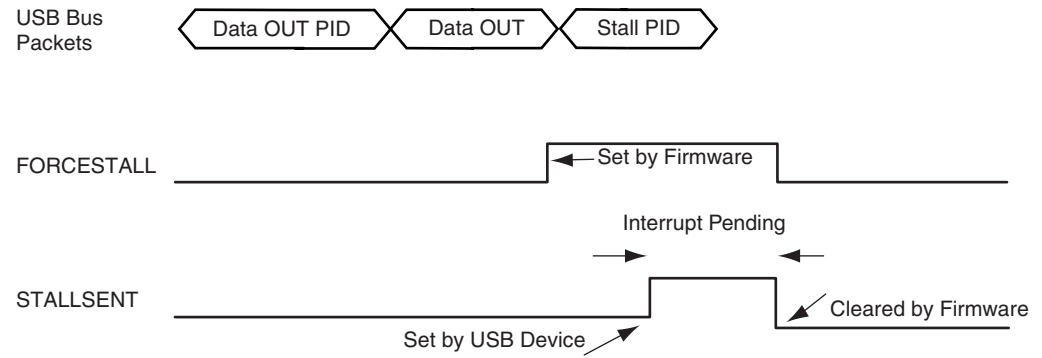 USB Bus
Packets
Data OUT PID
Data OUT
Stall PID
FORCESTALL
Set by Firmware
Interrupt Pending
STALLSENT
Cleared by Firmware
Set by USB Device